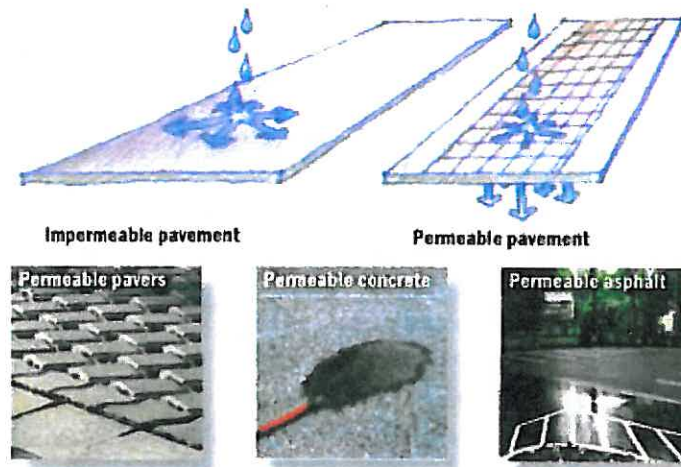 Impermeable pavement
Permeable pavement
Permeable pavers
Permeable concrete
Permeable asphalt